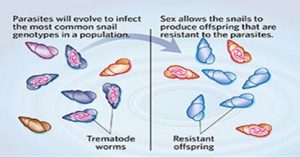 Parasites will evolve to infect
the most common snail
genotypes in a population.
Sex allows the snails to
produce offspring that are
resistant to the parasites.
Trematode
worms
Resistant
offspring